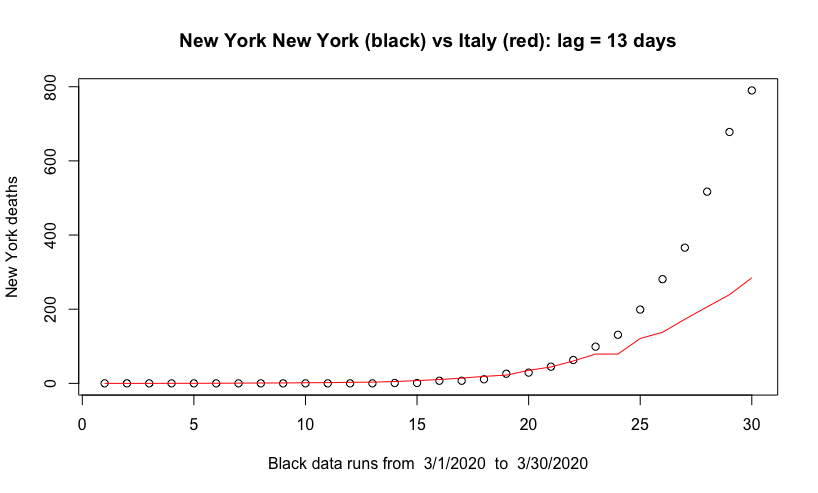 New York New York (black) vs Italy (red): lag = 13 days
New York deaths
800
600
400
200
0
0 5 10 15 20 25 30
Black data runs from 3/1/2020 to 3/30/2020